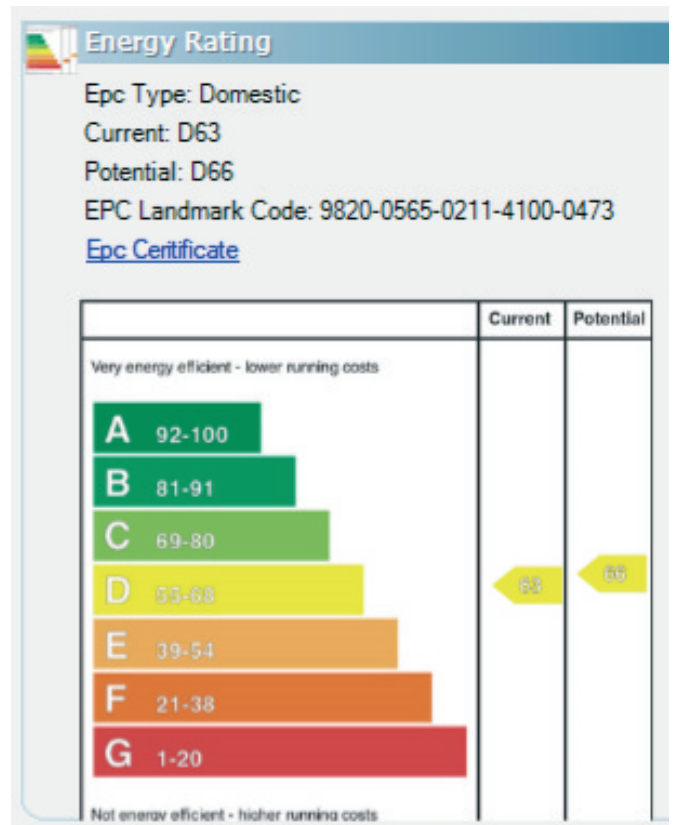 Energy Rating
Epc Type: Domestic
Current: D63
Potential: D66
EPC Landmark Code: 9820-0565-0211-4100-0473
Epc Ceritificate
Current Potential
Very energy efficient - lower running costs
A 92-100
B 81-91
C 69-80
D 55-68
63
66
E 39-54
F 21-38
G 1-20
Not energy efficient - higher running costs